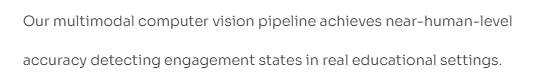 Our multimodal computer vision pipeline achieves near-human-level
accuracy detecting engagement states in real educational settings.